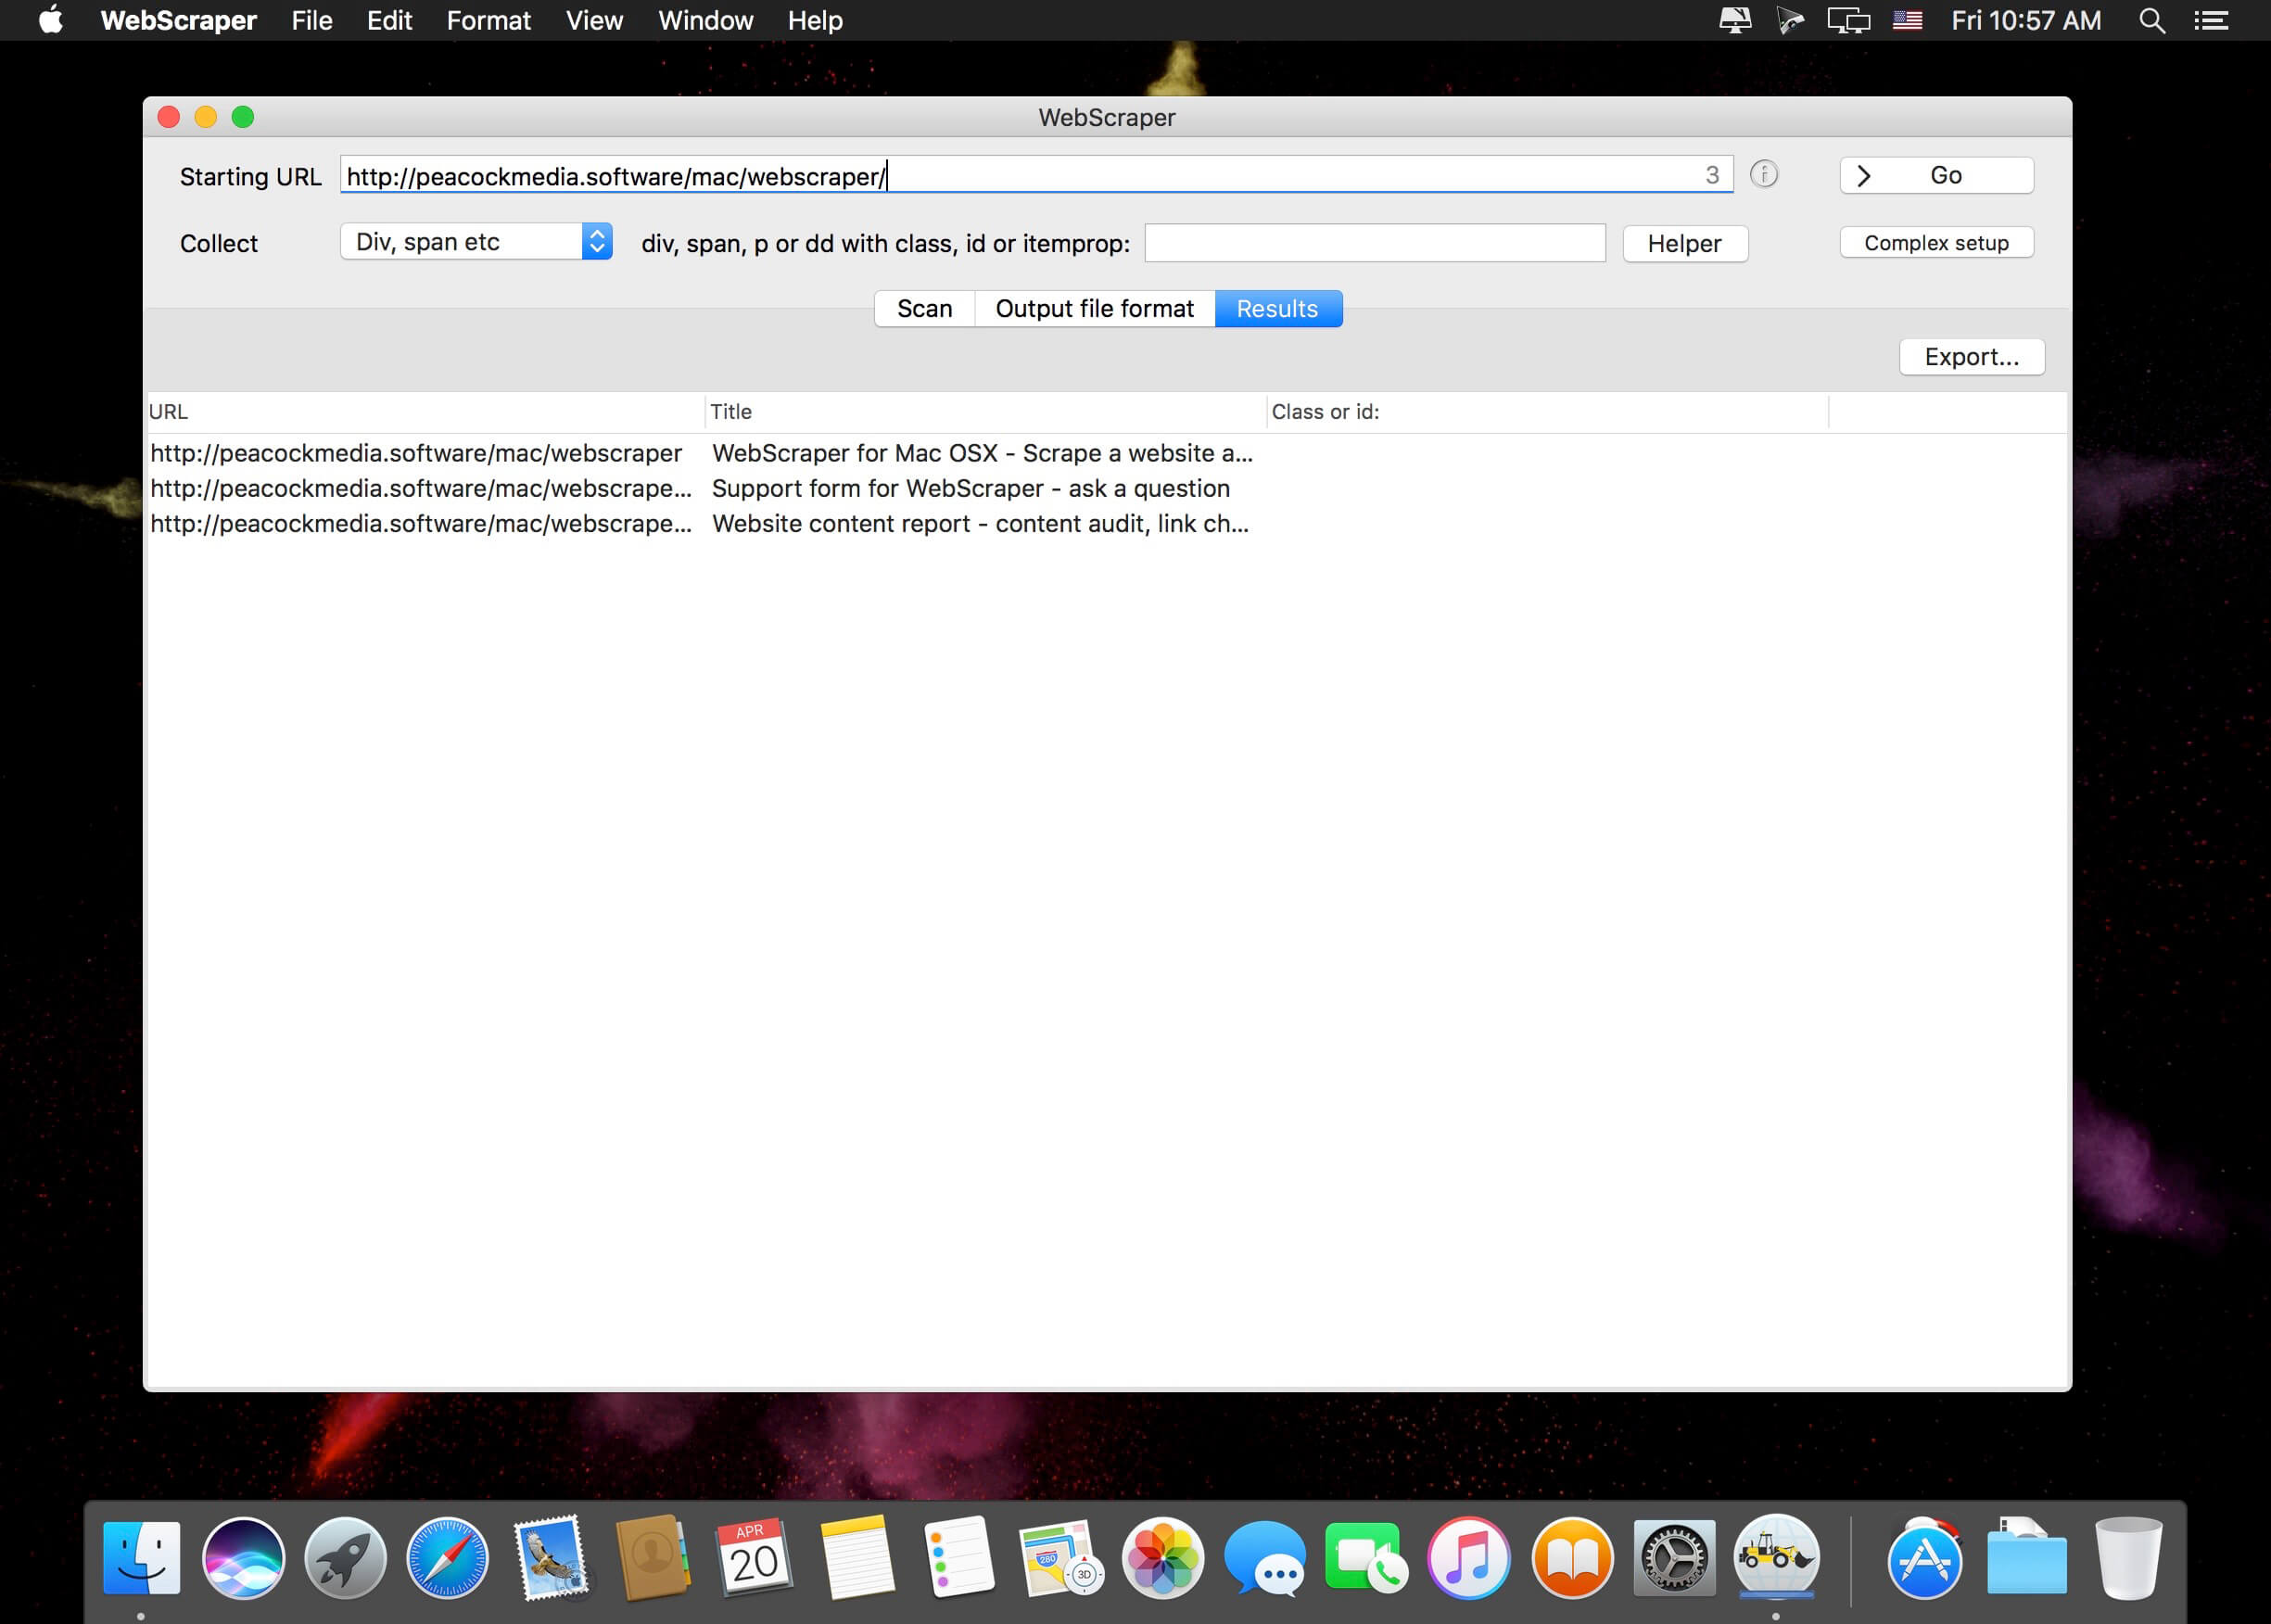 WebScraper File Edit Format View Window Help Fri 10:57 AM
WebScraper
Starting URL http://peacockmedia.software/mac/webscraper/ 3 Go
Collect Div, span etc div, span, p or dd with class, id or itemprop: Helper Complex setup
Scan Output file format Results
Export...
URL Title Class or id:
http://peacockmedia.software/mac/webscraper WebScraper for Mac OSX - Scrape a website a...
http://peacockmedia.software/mac/webscrape... Support form for WebScraper - ask a question
http://peacockmedia.software/mac/webscrape... Website content report - content audit, link ch...
APR
20
280
3D